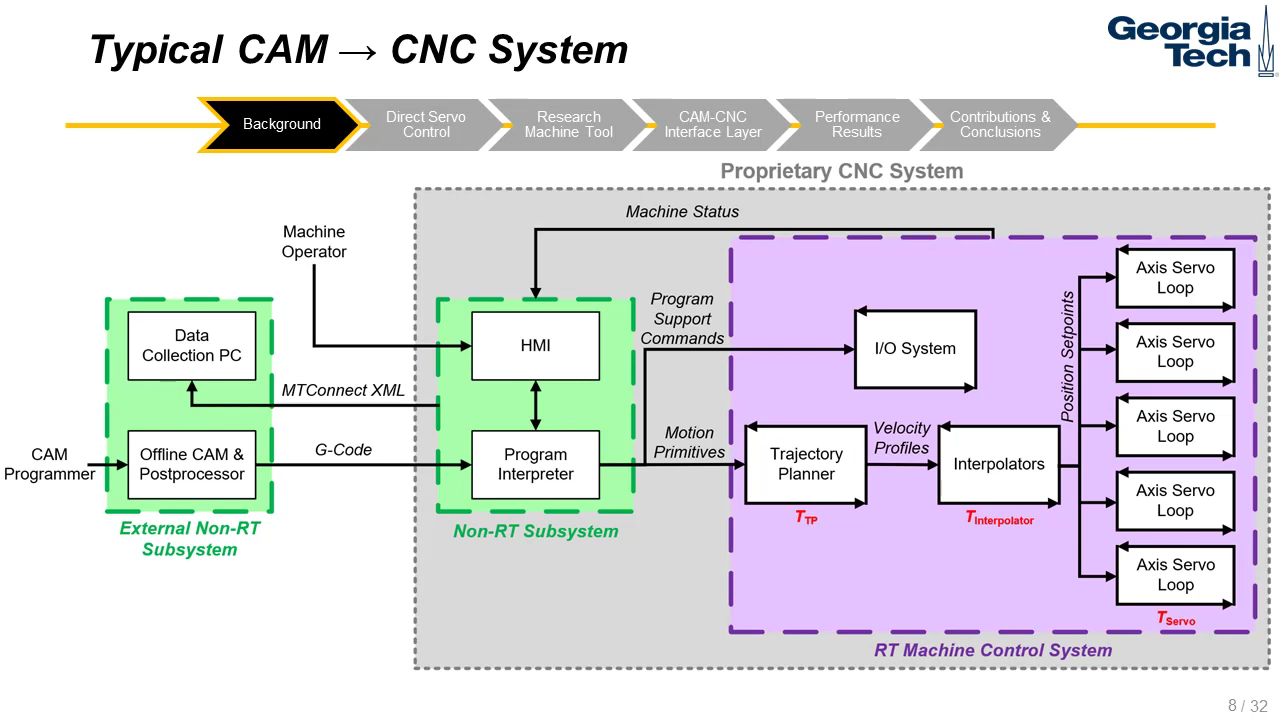 Typical CAM → CNC System
Georgia
Tech
Background
Direct Servo
Control
Research
Machine Tool
CAM-CNC
Interface Layer
Performance
Results
Contributions &
Conclusions
Proprietary CNC System
Machine Status
Machine
Operator
Program
Support
Commands
Data
Collection PC
HMI
I/O System
MTConnect XML
CAM
Programmer
Offline CAM &
Postprocessor
G-Code
Program
Interpreter
Motion
Primitives
Trajectory
Planner
Velocity
Profiles
Interpolators
Position Setpoints
Axis Servo
Loop
Axis Servo
Loop
Axis Servo
Loop
Axis Servo
Loop
Axis Servo
Loop
TTP
TInterpolator
TServo
External Non-RT
Subsystem
Non-RT Subsystem
RT Machine Control System
8 / 32